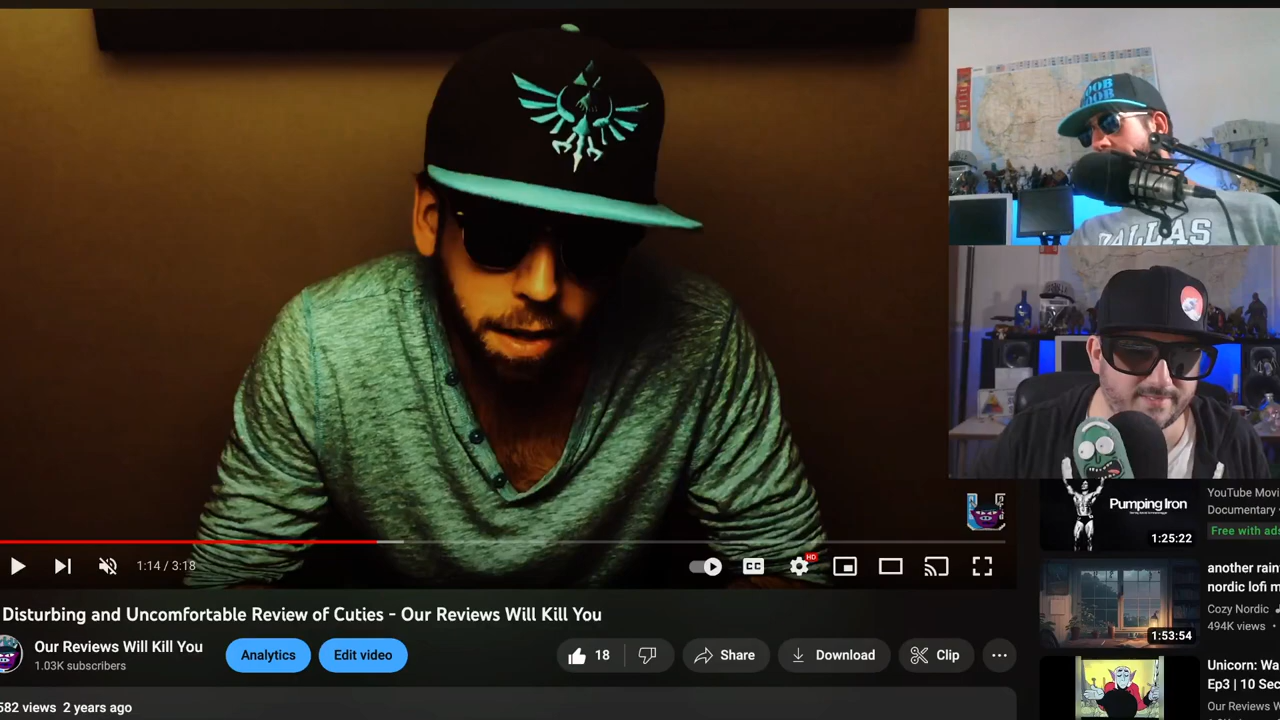 DALLAS
1:14 / 3:18
CC
HD
Disturbing and Uncomfortable Review of Cuties - Our Reviews Will Kill You
Our Reviews Will Kill You
1.03K subscribers
Analytics
Edit video
18
Share
Download
Clip
582 views 2 years ago
Pumping Iron
1:25:22
YouTube Movi
Documentary
Free with ads
another rain
nordic lofi m
Cozy Nordic
494K views
1:53:54
Unicorn: Wa
Ep3 | 10 Sec
Our Reviews W